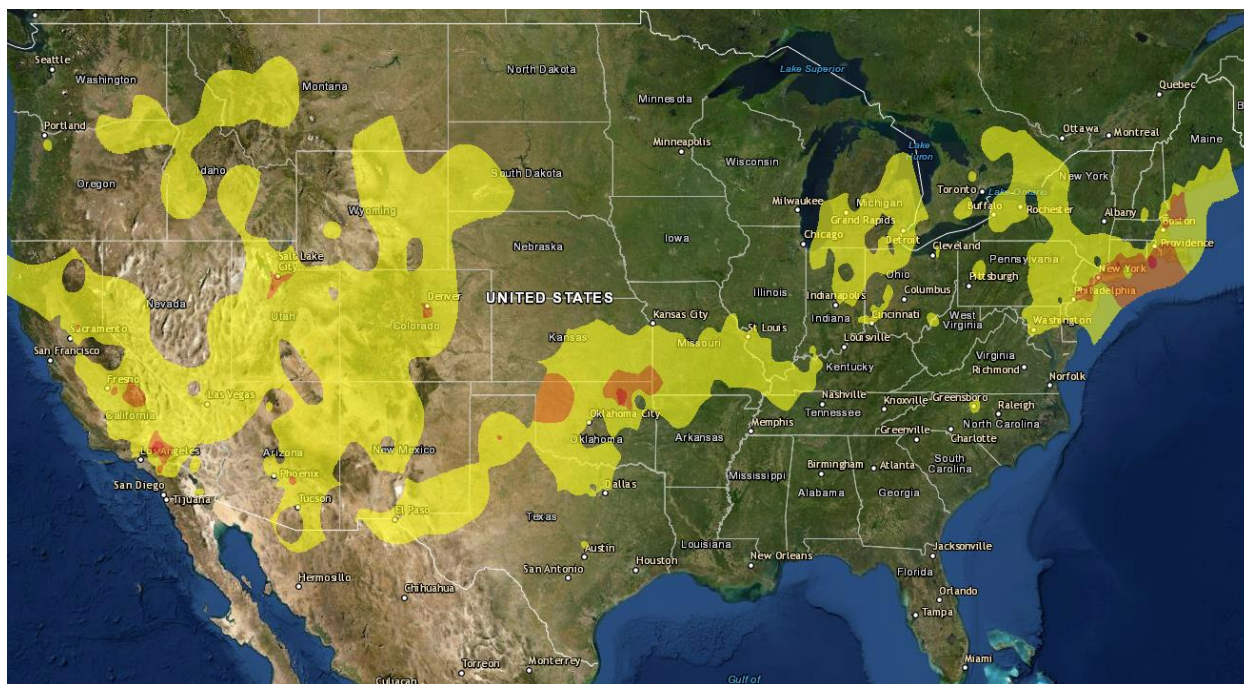 Seattle
Washington
Montana
North Dakota
Minnesota
Lake Superior
Quebec
Portland
Ottawa
Montreal
Maine
Minneapolis
Wisconsin
Lake
Huron
Oregon
Idaho
South Dakota
Toronto
Lake Ontario
New York
Wyoming
Milwaukee
Michigan
Grand Rapids
Buffalo
Rochester
Albany
Boston
Iowa
Chicago
Detroit
Cleveland
Providence
Salt Lake
City
Nebraska
Ohio
Pennsylvania
New York
Pittsburgh
Nevada
Denver
UNITED STATES
Illinois
Indianapolis
Columbus
Philadelphia
Utah
Colorado
Indiana
Cincinnati
West
Virginia
Washington
Sacramento
San Francisco
Kansas
Kansas City
Missouri
St Louis
Louisville
Kentucky
Virginia
Richmond
Norfolk
Fresno
California
Las Vegas
Nashville
Tennessee
Knoxville
Greensboro
Raleigh
North Carolina
Oklahoma City
Oklahoma
Arkansas
Memphis
Greenville
Charlotte
Los Angeles
Arizona
New Mexico
South
Carolina
Phoenix
Birmingham
Atlanta
San Diego
Tijuana
Tucson
Dallas
Mississippi
Alabama
Georgia
El Paso
Texas
Austin
Louisiana
Jacksonville
San Antonio
Houston
New Orleans
Florida
Hermosillo
Chihuahua
Orlando
Tampa
Torreon
Monterrey
Miami
Culiacan
Gulf of